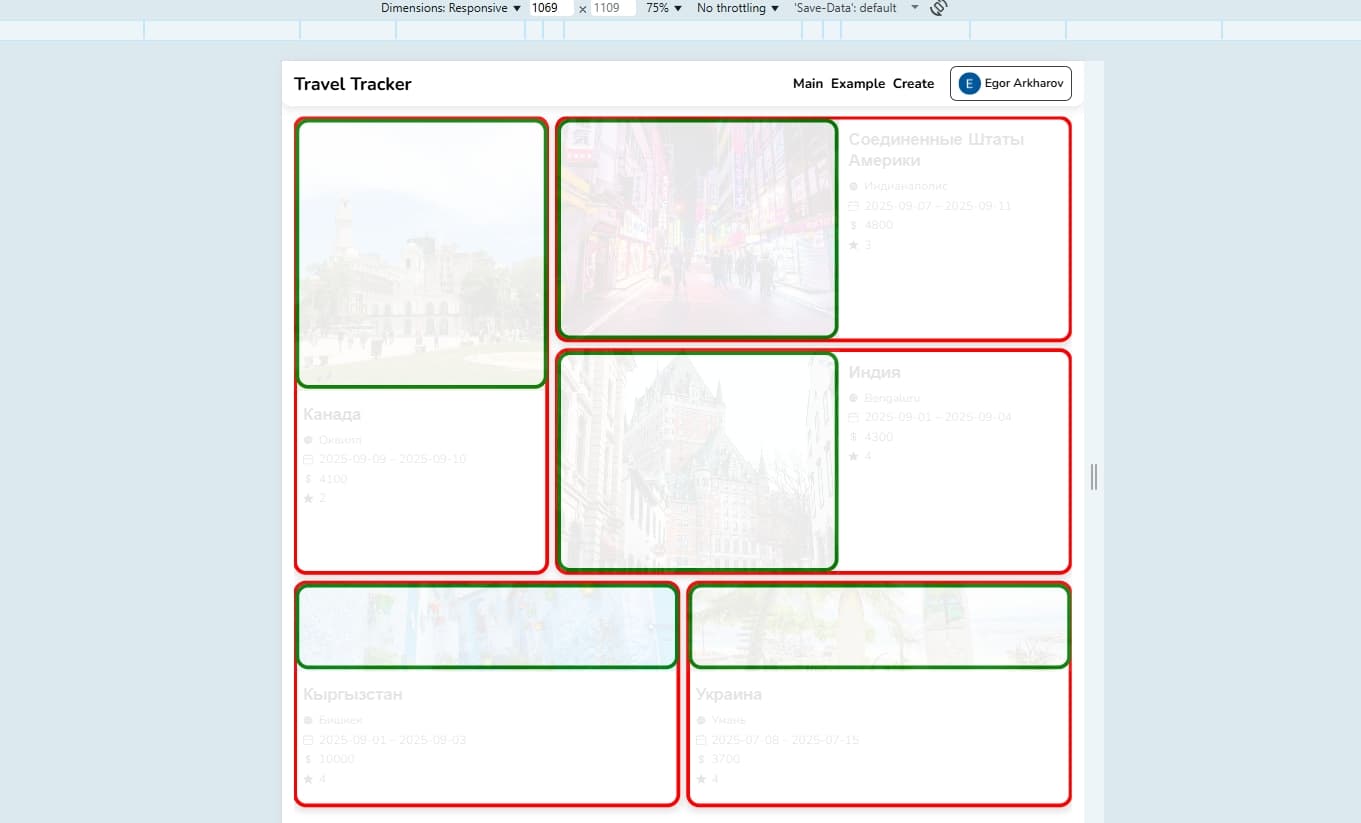 Dimensions: Responsive ▼ 1069 × 1109 75% ▼ No throttling ▼ 'Save-Data': default
Travel Tracker
Main Example Create E Egor Arkharov
Соединенные Штаты
Америки
Индианаполис
2025-09-07 – 2025-09-11
$ 4800
3
Канада
Оквилл
2025-09-09 – 2025-09-10
$ 4100
2
Индия
Bengaluru
2025-09-01 – 2025-09-04
$ 4300
4
Кыргызстан
Бишкек
2025-09-01 – 2025-09-03
$ 10000
4
Украина
Умань
2025-07-08 – 2025-07-15
$ 3700
4